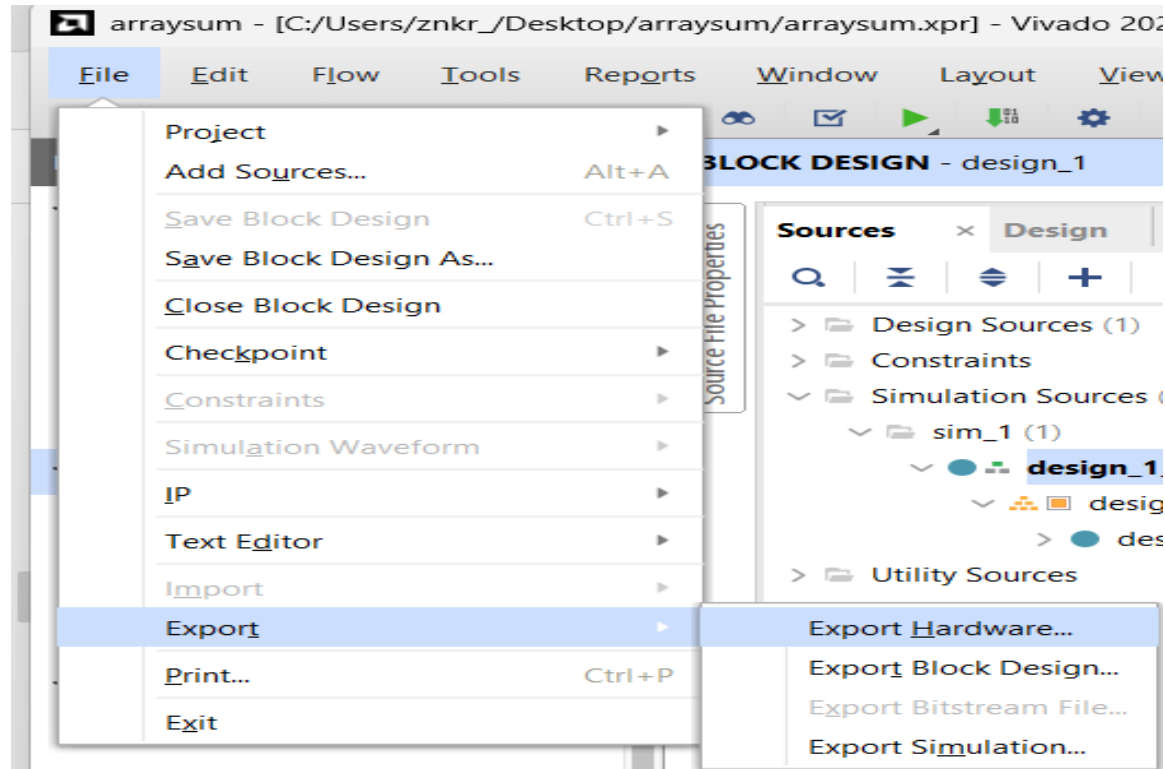 arraysum - [C:/Users/znkr_/Desktop/arraysum/arraysum.xpr] - Vivado 202
File Edit Flow Tools Reports Window Layout View
Project
Add Sources... Alt+A
Save Block Design Ctrl+S
Save Block Design As...
Close Block Design
Checkpoint
Constraints
Simulation Waveform
IP
Text Editor
Import
Export
Print... Ctrl+P
Exit
BLOCK DESIGN - design_1
Source File Properties
Sources × Design
Design Sources (1)
Constraints
Simulation Sources (
sim_1 (1)
design_1_
desig
des
Utility Sources
Export Hardware...
Export Block Design...
Export Bitstream File...
Export Simulation...